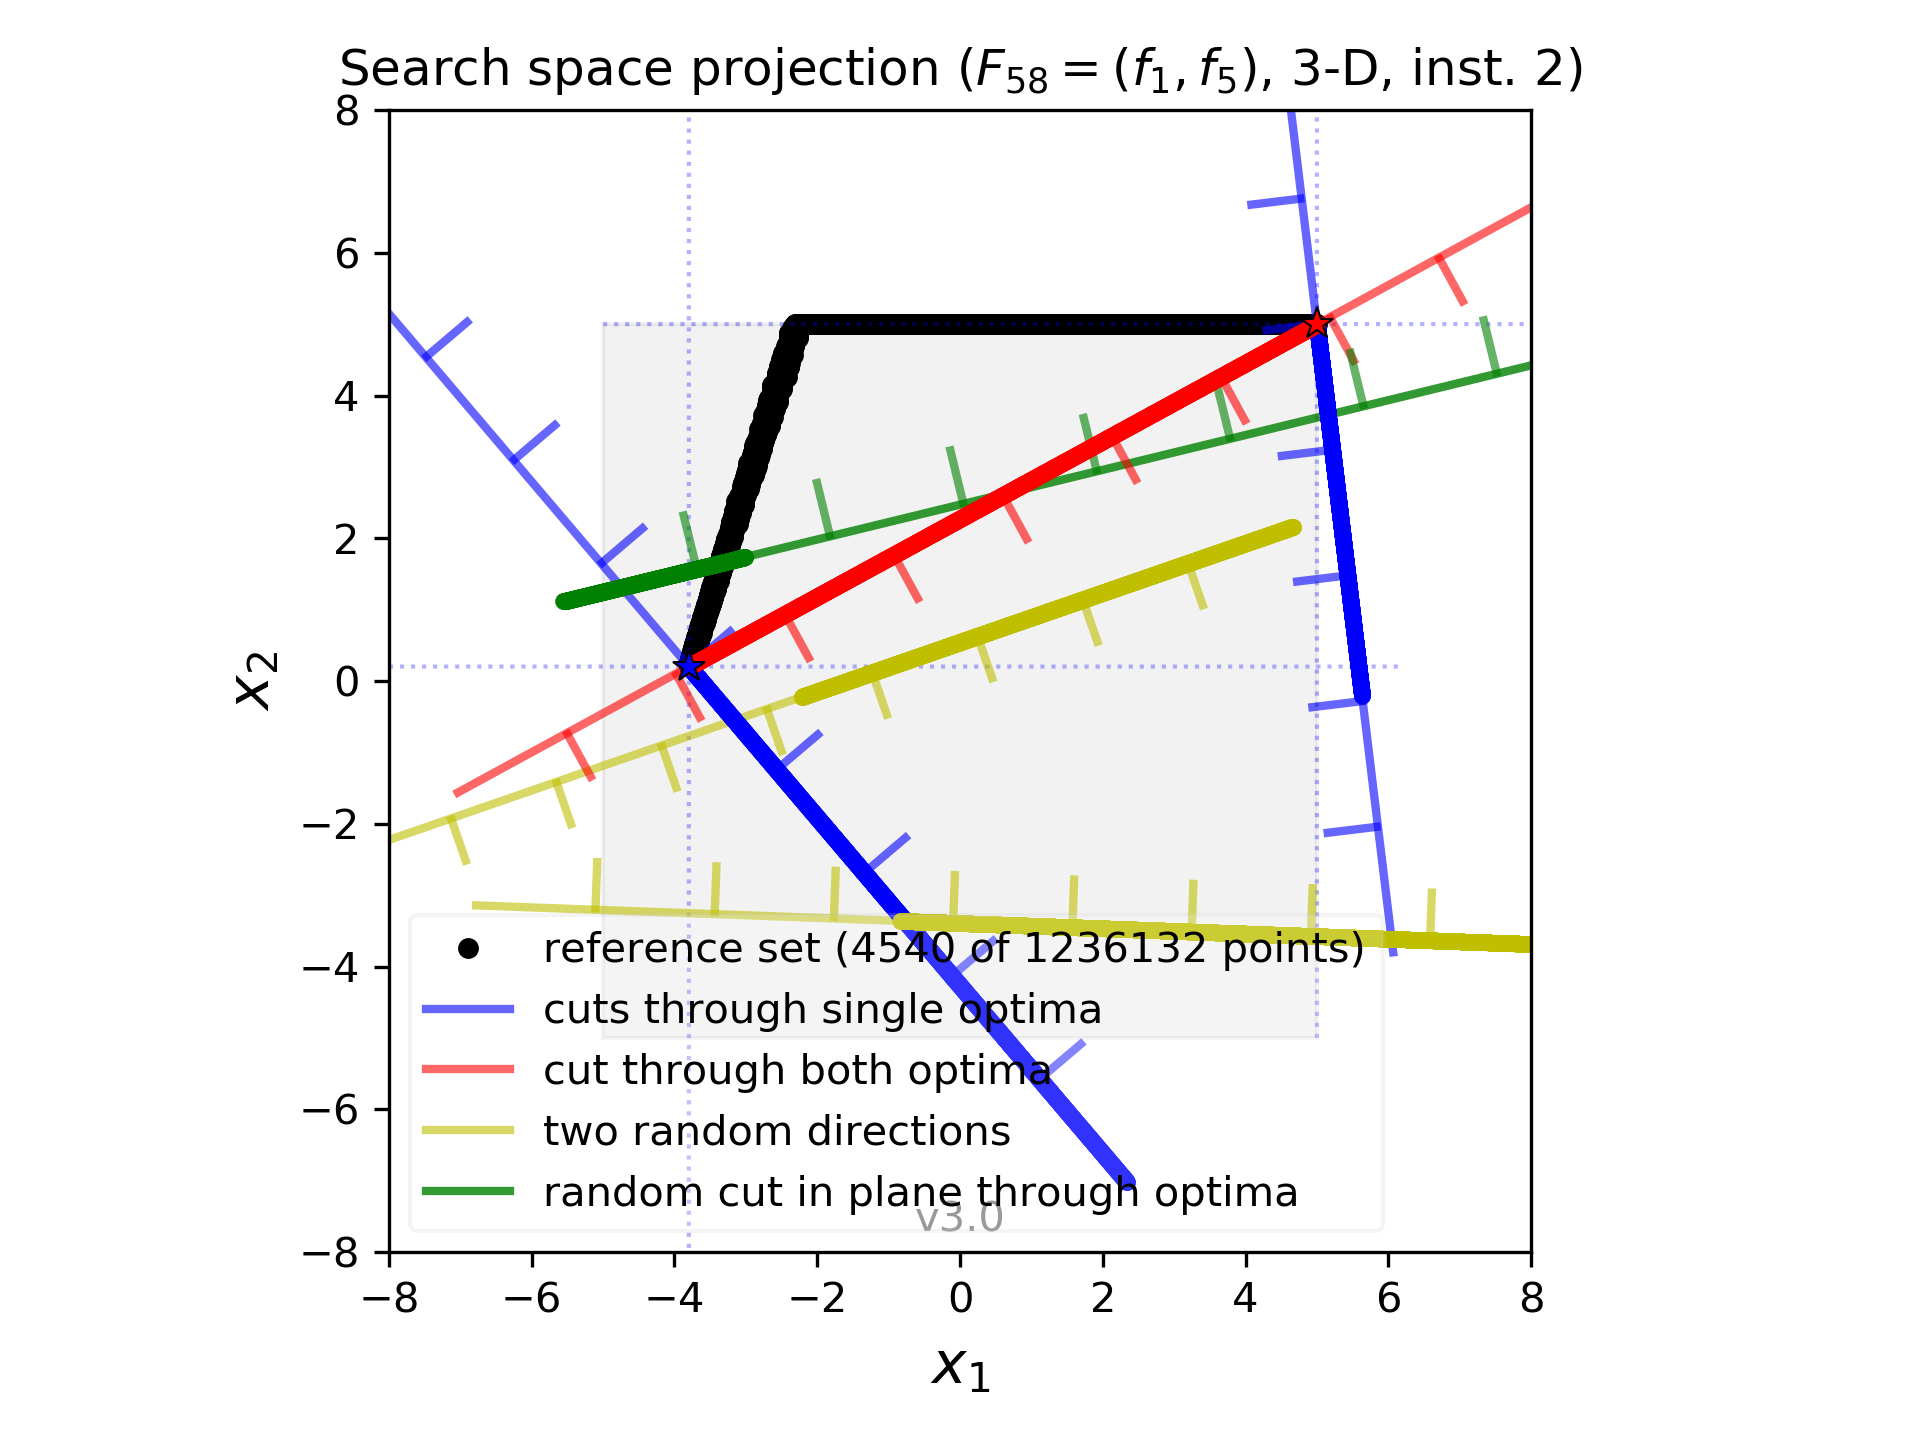 Search space projection (F58 = (f1, f5), 3-D, inst. 2)
8
6
4
2
0
−2
−4
−6
−8
x2
reference set (4540 of 1236132 points)
cuts through single optima
cut through both optima
two random directions
random cut in plane through optima
v3.0
−8 −6 −4 −2 0 2 4 6 8
x1